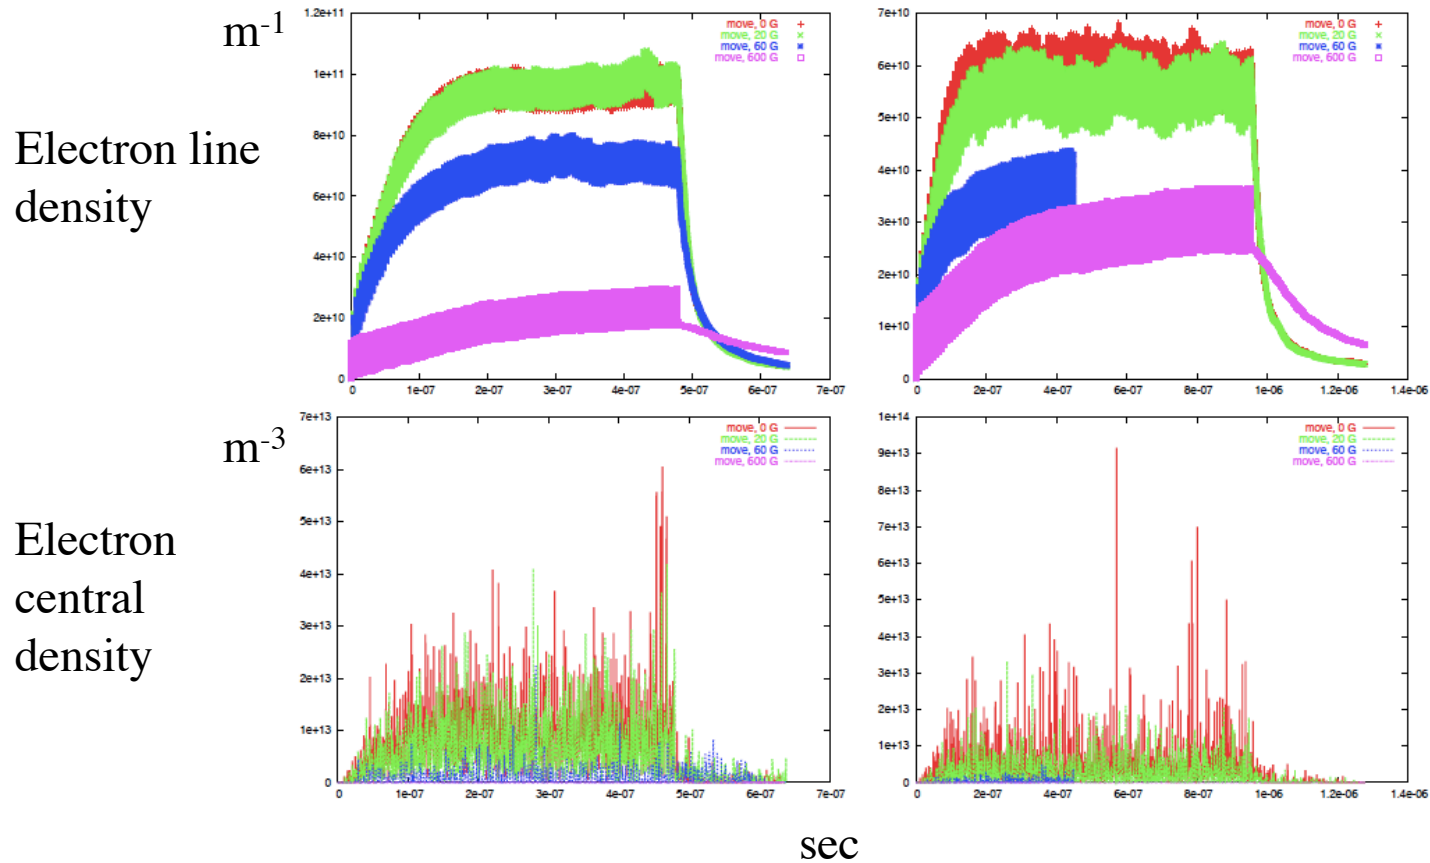 m-1
Electron line
density
1.2e+11
1e+11
8e+10
6e+10
4e+10
2e+10
0
0 1e-07 2e-07 3e-07 4e-07 5e-07 6e-07 7e-07
move, 0 G
move, 20 G
move, 60 G
move, 600 G
7e+10
6e+10
5e+10
4e+10
3e+10
2e+10
1e+10
0
0 2e-07 4e-07 6e-07 8e-07 1e-06 1.2e-06 1.4e-06
move, 0 G
move, 20 G
move, 60 G
move, 600 G
m-3
Electron
central
density
7e+13
6e+13
5e+13
4e+13
3e+13
2e+13
1e+13
0
0 1e-07 2e-07 3e-07 4e-07 5e-07 6e-07 7e-07
move, 0 G
move, 20 G
move, 60 G
move, 600 G
1e+14
9e+13
8e+13
7e+13
6e+13
5e+13
4e+13
3e+13
2e+13
1e+13
0
0 2e-07 4e-07 6e-07 8e-07 1e-06 1.2e-06 1.4e-06
move, 0 G
move, 20 G
move, 60 G
move, 600 G
sec